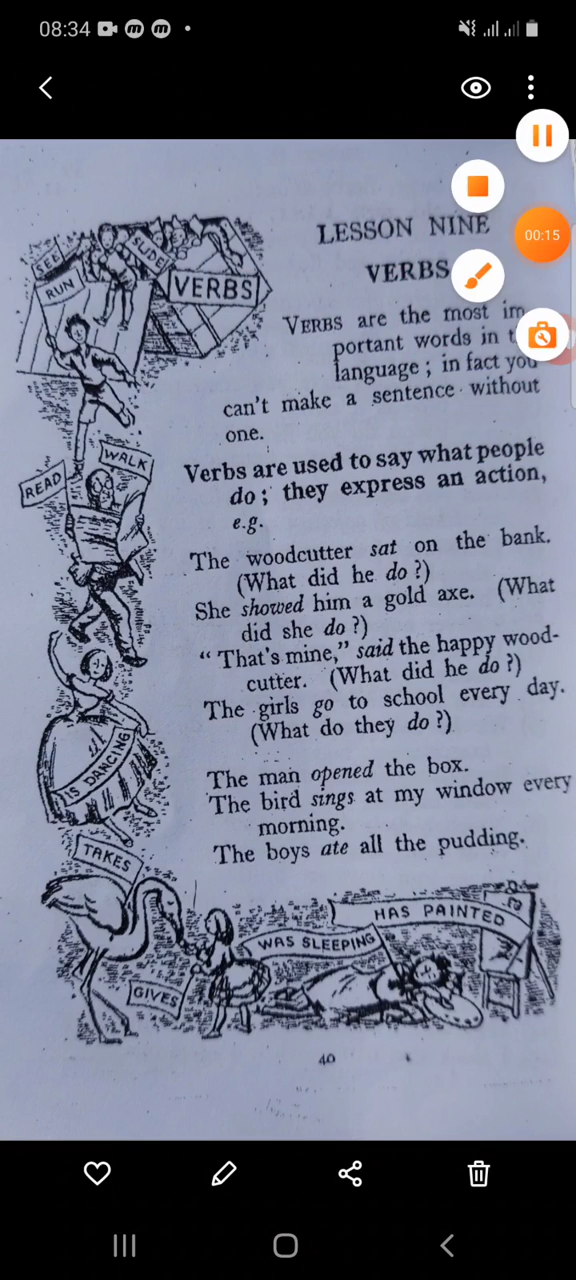 08:34
00:15
LESSON NINE
VERBS
SEE
SLIDE
RUN
VERBS
VERBS are the most im
portant words in
language ; in fact you
can't make a sentence without
one.
WALK
READ
Verbs are used to say what people
do ; they express an action,
e.g.
The woodcutter sat on the bank.
(What did he do ?)
She showed him a gold axe. (What
did she do ?)
“ That's mine,” said the happy wood-
cutter. (What did he do ?)
The girls go to school every day.
(What do they do ?)
IS DANCING
The man opened the box.
The bird sings at my window every
morning.
The boys ate all the pudding.
TAKES
HAS PAINTED
WAS SLEEPING
GIVES
40